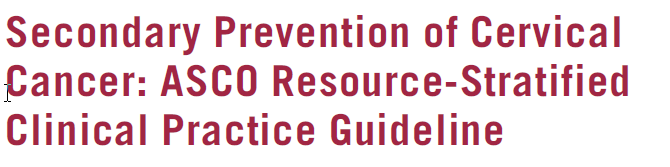 Secondary Prevention of Cervical
Cancer: ASCO Resource-Stratified
Clinical Practice Guideline